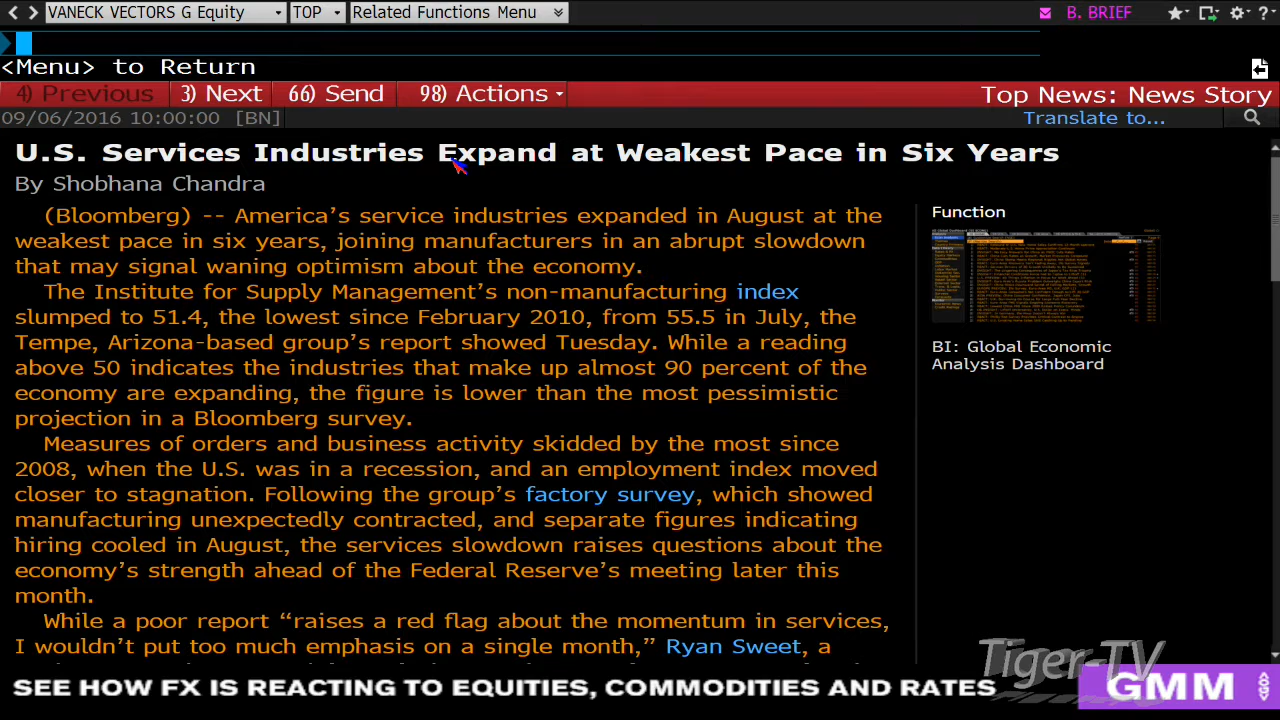 VANECK VECTORS G Equity
TOP
Related Functions Menu
B. BRIEF
?
<Menu> to Return
4) Previous 3) Next 66) Send 98) Actions
Top News: News Story
09/06/2016 10:00:00 [BN]
Translate to...
U.S. Services Industries Expand at Weakest Pace in Six Years
By Shobhana Chandra
(Bloomberg) -- America's service industries expanded in August at the
weakest pace in six years, joining manufacturers in an abrupt slowdown
that may signal waning optimism about the economy.
The Institute for Supply Management's non-manufacturing index
slumped to 51.4, the lowest since February 2010, from 55.5 in July, the
Tempe, Arizona-based group's report showed Tuesday. While a reading
above 50 indicates the industries that make up almost 90 percent of the
economy are expanding, the figure is lower than the most pessimistic
projection in a Bloomberg survey.
Measures of orders and business activity skidded by the most since
2008, when the U.S. was in a recession, and an employment index moved
closer to stagnation. Following the group's factory survey, which showed
manufacturing unexpectedly contracted, and separate figures indicating
hiring cooled in August, the services slowdown raises questions about the
economy's strength ahead of the Federal Reserve's meeting later this
month.
While a poor report “raises a red flag about the momentum in services,
I wouldn't put too much emphasis on a single month,” Ryan Sweet, a
Function
BI: Global Economic
Analysis Dashboard
Tiger-TV
SEE HOW FX IS REACTING TO EQUITIES, COMMODITIES AND RATES
GMM